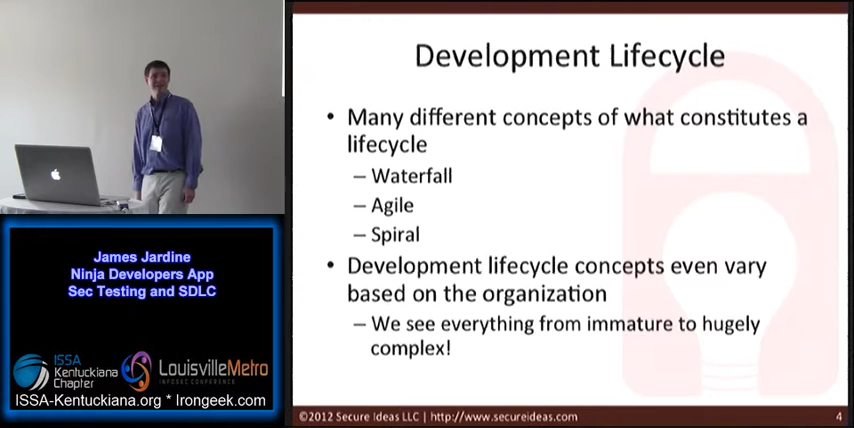 Development Lifecycle
• Many different concepts of what constitutes a
lifecycle
– Waterfall
– Agile
– Spiral
• Development lifecycle concepts even vary
based on the organization
– We see everything from immature to hugely
complex!
©2012 Secure Ideas LLC | http://www.secureideas.com
4
James Jardine
Ninja Developers App
Sec Testing and SDLC
ISSA
Kentuckiana
Chapter
LouisvilleMetro
INFOSEC CONFERENCE
ISSA-Kentuckiana.org * Irongeek.com